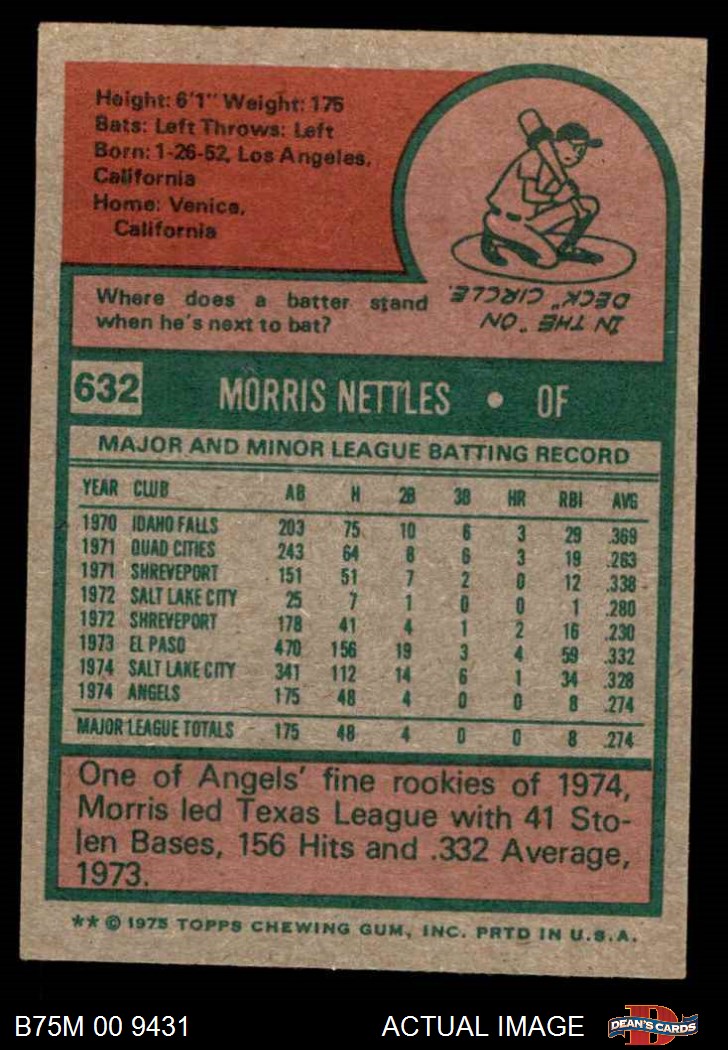 Height: 6'1" Weight: 175
Bats: Left Throws: Left
Born: 1-26-52, Los Angeles,
California
Home: Venice,
California
Where does a batter stand
when he's next to bat?
IN THE "ON
DECK" CIRCLE.
632 MORRIS NETTLES • OF
MAJOR AND MINOR LEAGUE BATTING RECORD
YEAR CLUB AB H 2B 3B HR RBI AVG
1970 IDAHO FALLS 203 75 10 6 3 29 .369
1971 QUAD CITIES 243 64 8 6 3 19 .263
1971 SHREVEPORT 151 51 7 2 0 12 .338
1972 SALT LAKE CITY 25 7 1 0 0 1 .280
1972 SHREVEPORT 178 41 4 1 2 16 .230
1973 EL PASO 470 156 19 3 4 59 .332
1974 SALT LAKE CITY 341 112 14 6 1 34 .328
1974 ANGELS 175 48 4 0 0 8 .274
MAJOR LEAGUE TOTALS 175 48 4 0 0 8 .274
One of Angels' fine rookies of 1974,
Morris led Texas League with 41 Sto-
len Bases, 156 Hits and .332 Average,
1973.
** © 1975 TOPPS CHEWING GUM, INC. PRTD IN U.S.A.
B75M 00 9431 ACTUAL IMAGE DEAN'S CARDS